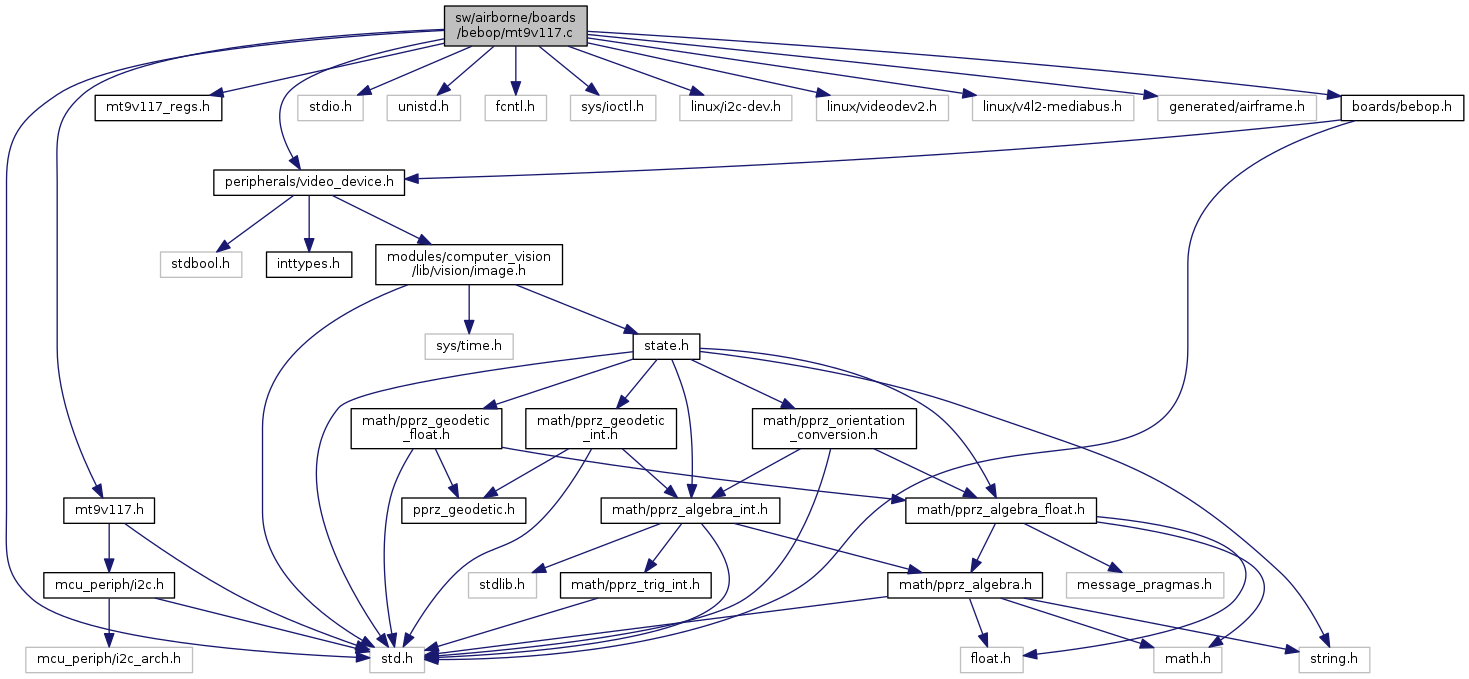 sw/airborne/boards
/bebop/mt9v117.c
mt9v117_regs.h
stdio.h
unistd.h
fcntl.h
sys/ioctl.h
linux/i2c-dev.h
linux/videodev2.h
linux/v4l2-mediabus.h
generated/airframe.h
boards/bebop.h
peripherals/video_device.h
stdbool.h
inttypes.h
modules/computer_vision
/lib/vision/image.h
sys/time.h
state.h
math/pprz_geodetic
_float.h
math/pprz_geodetic
_int.h
math/pprz_orientation
_conversion.h
mt9v117.h
pprz_geodetic.h
math/pprz_algebra_int.h
math/pprz_algebra_float.h
mcu_periph/i2c.h
stdlib.h
math/pprz_trig_int.h
math/pprz_algebra.h
message_pragmas.h
mcu_periph/i2c_arch.h
std.h
float.h
math.h
string.h